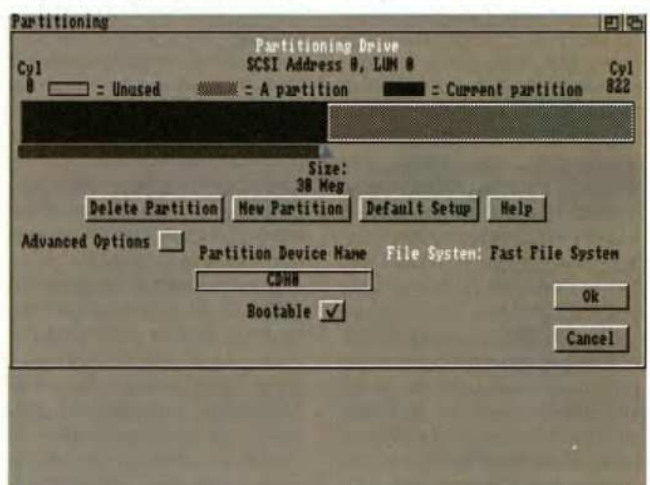 Partitioning
Partitioning Drive
SCSI Address 0, LUN 0
Cyl Cyl
0 = Unused = A partition = Current partition 822
Size:
30 Meg
Delete Partition New Partition Default Setup Help
Advanced Options
Partition Device Name File System: Fast File System
CDH0
Bootable
Ok
Cancel